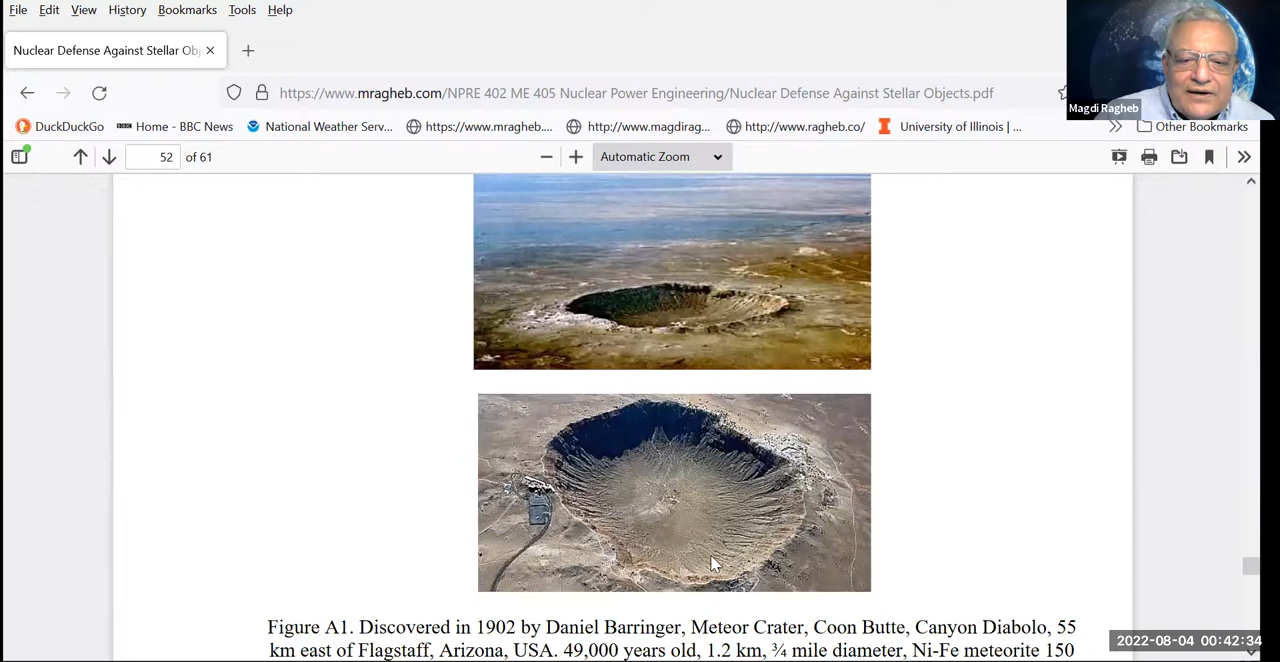 File Edit View History Bookmarks Tools Help
Nuclear Defense Against Stellar Obj
https://www.mragheb.com/NPRE 402 ME 405 Nuclear Power Engineering/Nuclear Defense Against Stellar Objects.pdf
Magdi Ragheb
DuckDuckGo BBC Home - BBC News National Weather Serv... https://www.mragheb.... http://www.magdirag... http://www.ragheb.co/ I University of Illinois | ... Other Bookmarks
52 of 61 Automatic Zoom
Figure A1. Discovered in 1902 by Daniel Barringer, Meteor Crater, Coon Butte, Canyon Diabolo, 55
km east of Flagstaff, Arizona, USA. 49,000 years old, 1.2 km, ¾ mile diameter, Ni-Fe meteorite 150
2022-08-04 00:42:34